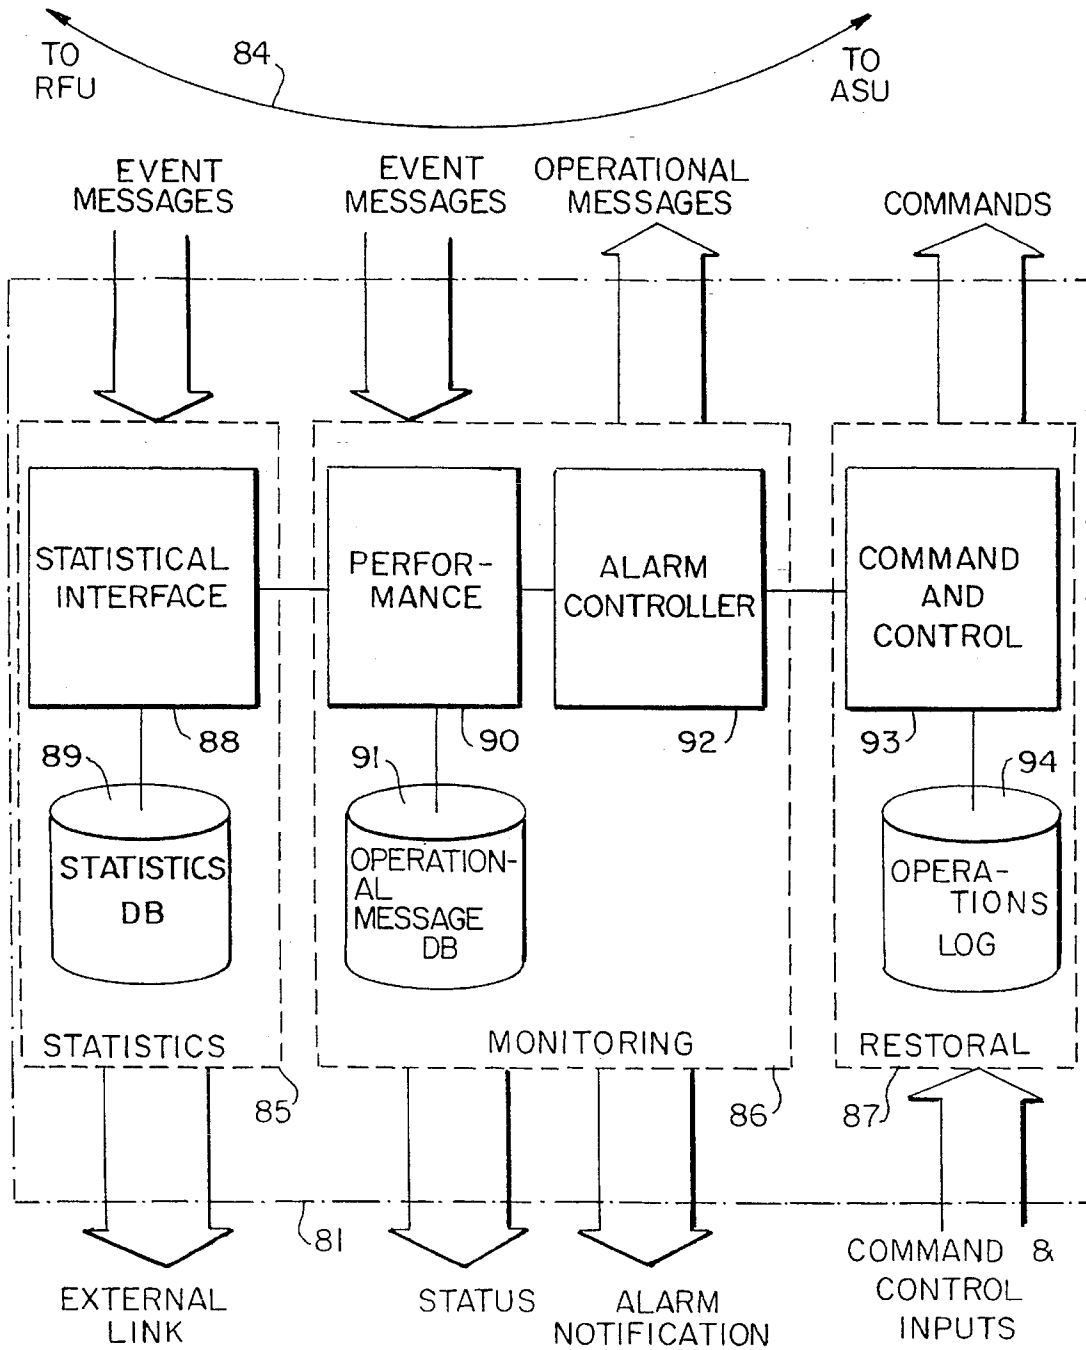 TO
RFU
84
TO
ASU
EVENT
MESSAGES
EVENT
MESSAGES
OPERATIONAL
MESSAGES
COMMANDS
STATISTICAL
INTERFACE
PERFOR-
MANCE
ALARM
CONTROLLER
COMMAND
AND
CONTROL
88
90
92
93
89
91
94
STATISTICS
DB
OPERATION-
AL
MESSAGE
DB
OPERA-
TIONS
LOG
STATISTICS
MONITORING
RESTORAL
85
86
87
81
EXTERNAL
LINK
STATUS
ALARM
NOTIFICATION
COMMAND &
CONTROL
INPUTS